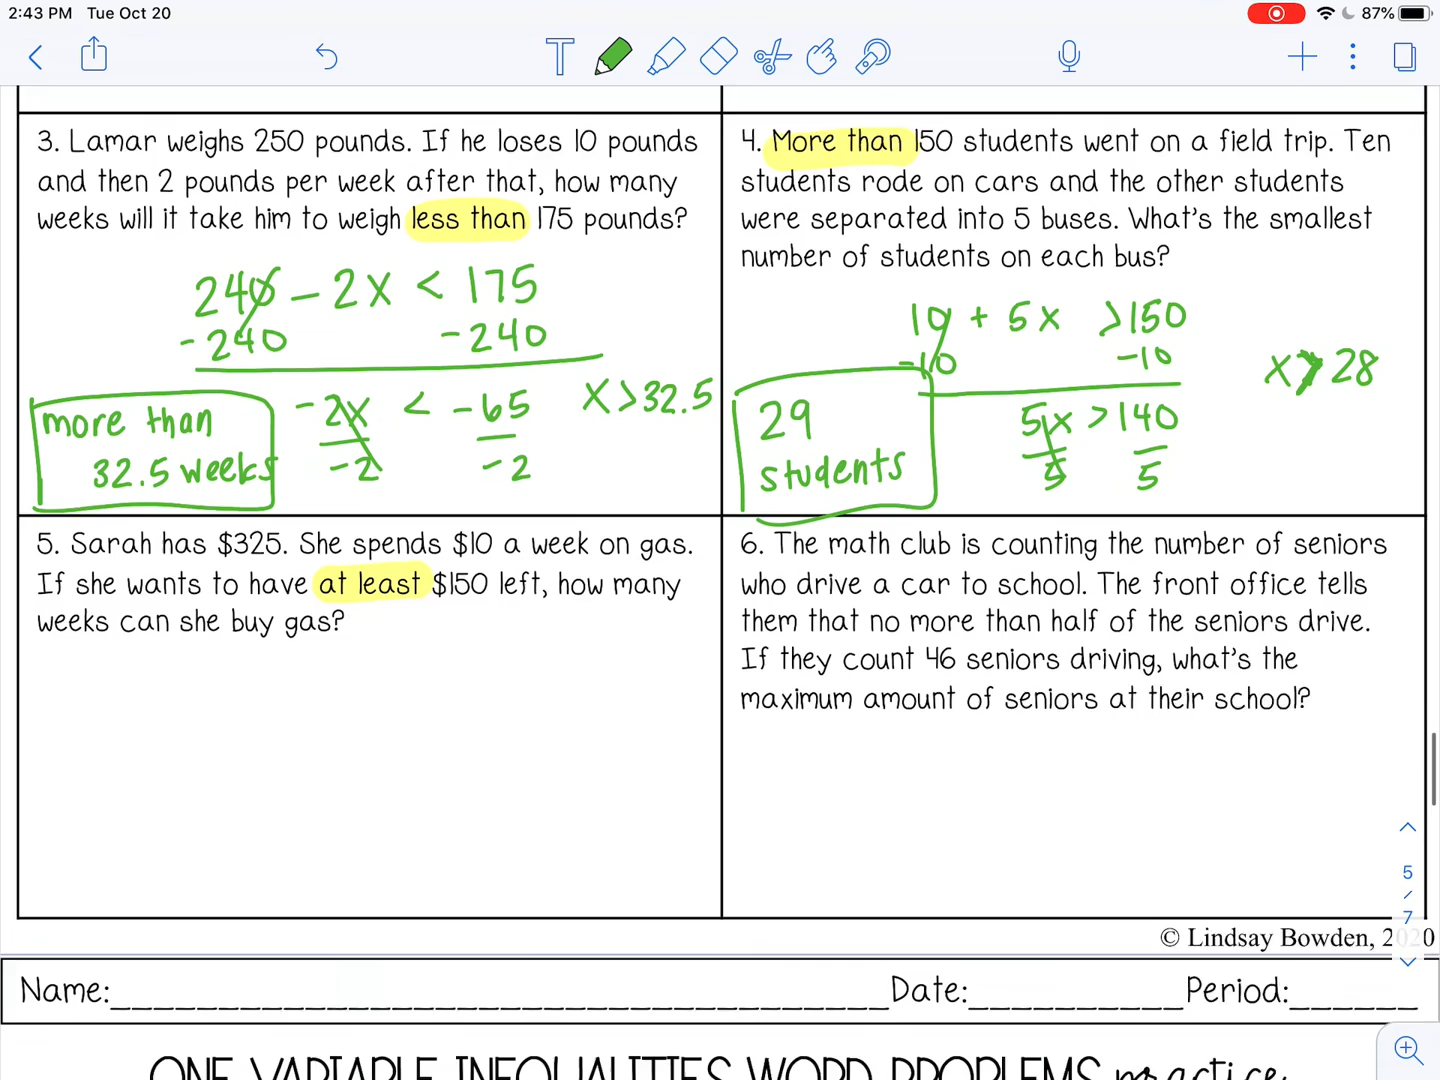 2:43 PM Tue Oct 20
87%
3. Lamar weighs 250 pounds. If he loses 10 pounds
and then 2 pounds per week after that, how many
weeks will it take him to weigh less than 175 pounds?
240 - 2x < 175
-240 -240
-2x < -65 x > 32.5
-2 -2
more than
32.5 weeks
4. More than 150 students went on a field trip. Ten
students rode on cars and the other students
were separated into 5 buses. What's the smallest
number of students on each bus?
10 + 5x > 150
-10 -10
x > 28
5x > 140
5 5
29
students
5. Sarah has $325. She spends $10 a week on gas.
If she wants to have at least $150 left, how many
weeks can she buy gas?
6. The math club is counting the number of seniors
who drive a car to school. The front office tells
them that no more than half of the seniors drive.
If they count 46 seniors driving, what's the
maximum amount of seniors at their school?
5
/
7
© Lindsay Bowden, 2020
Name: Date: Period:
ONE VARIABLE INEQUALITIES WORD PROBLEMS practice